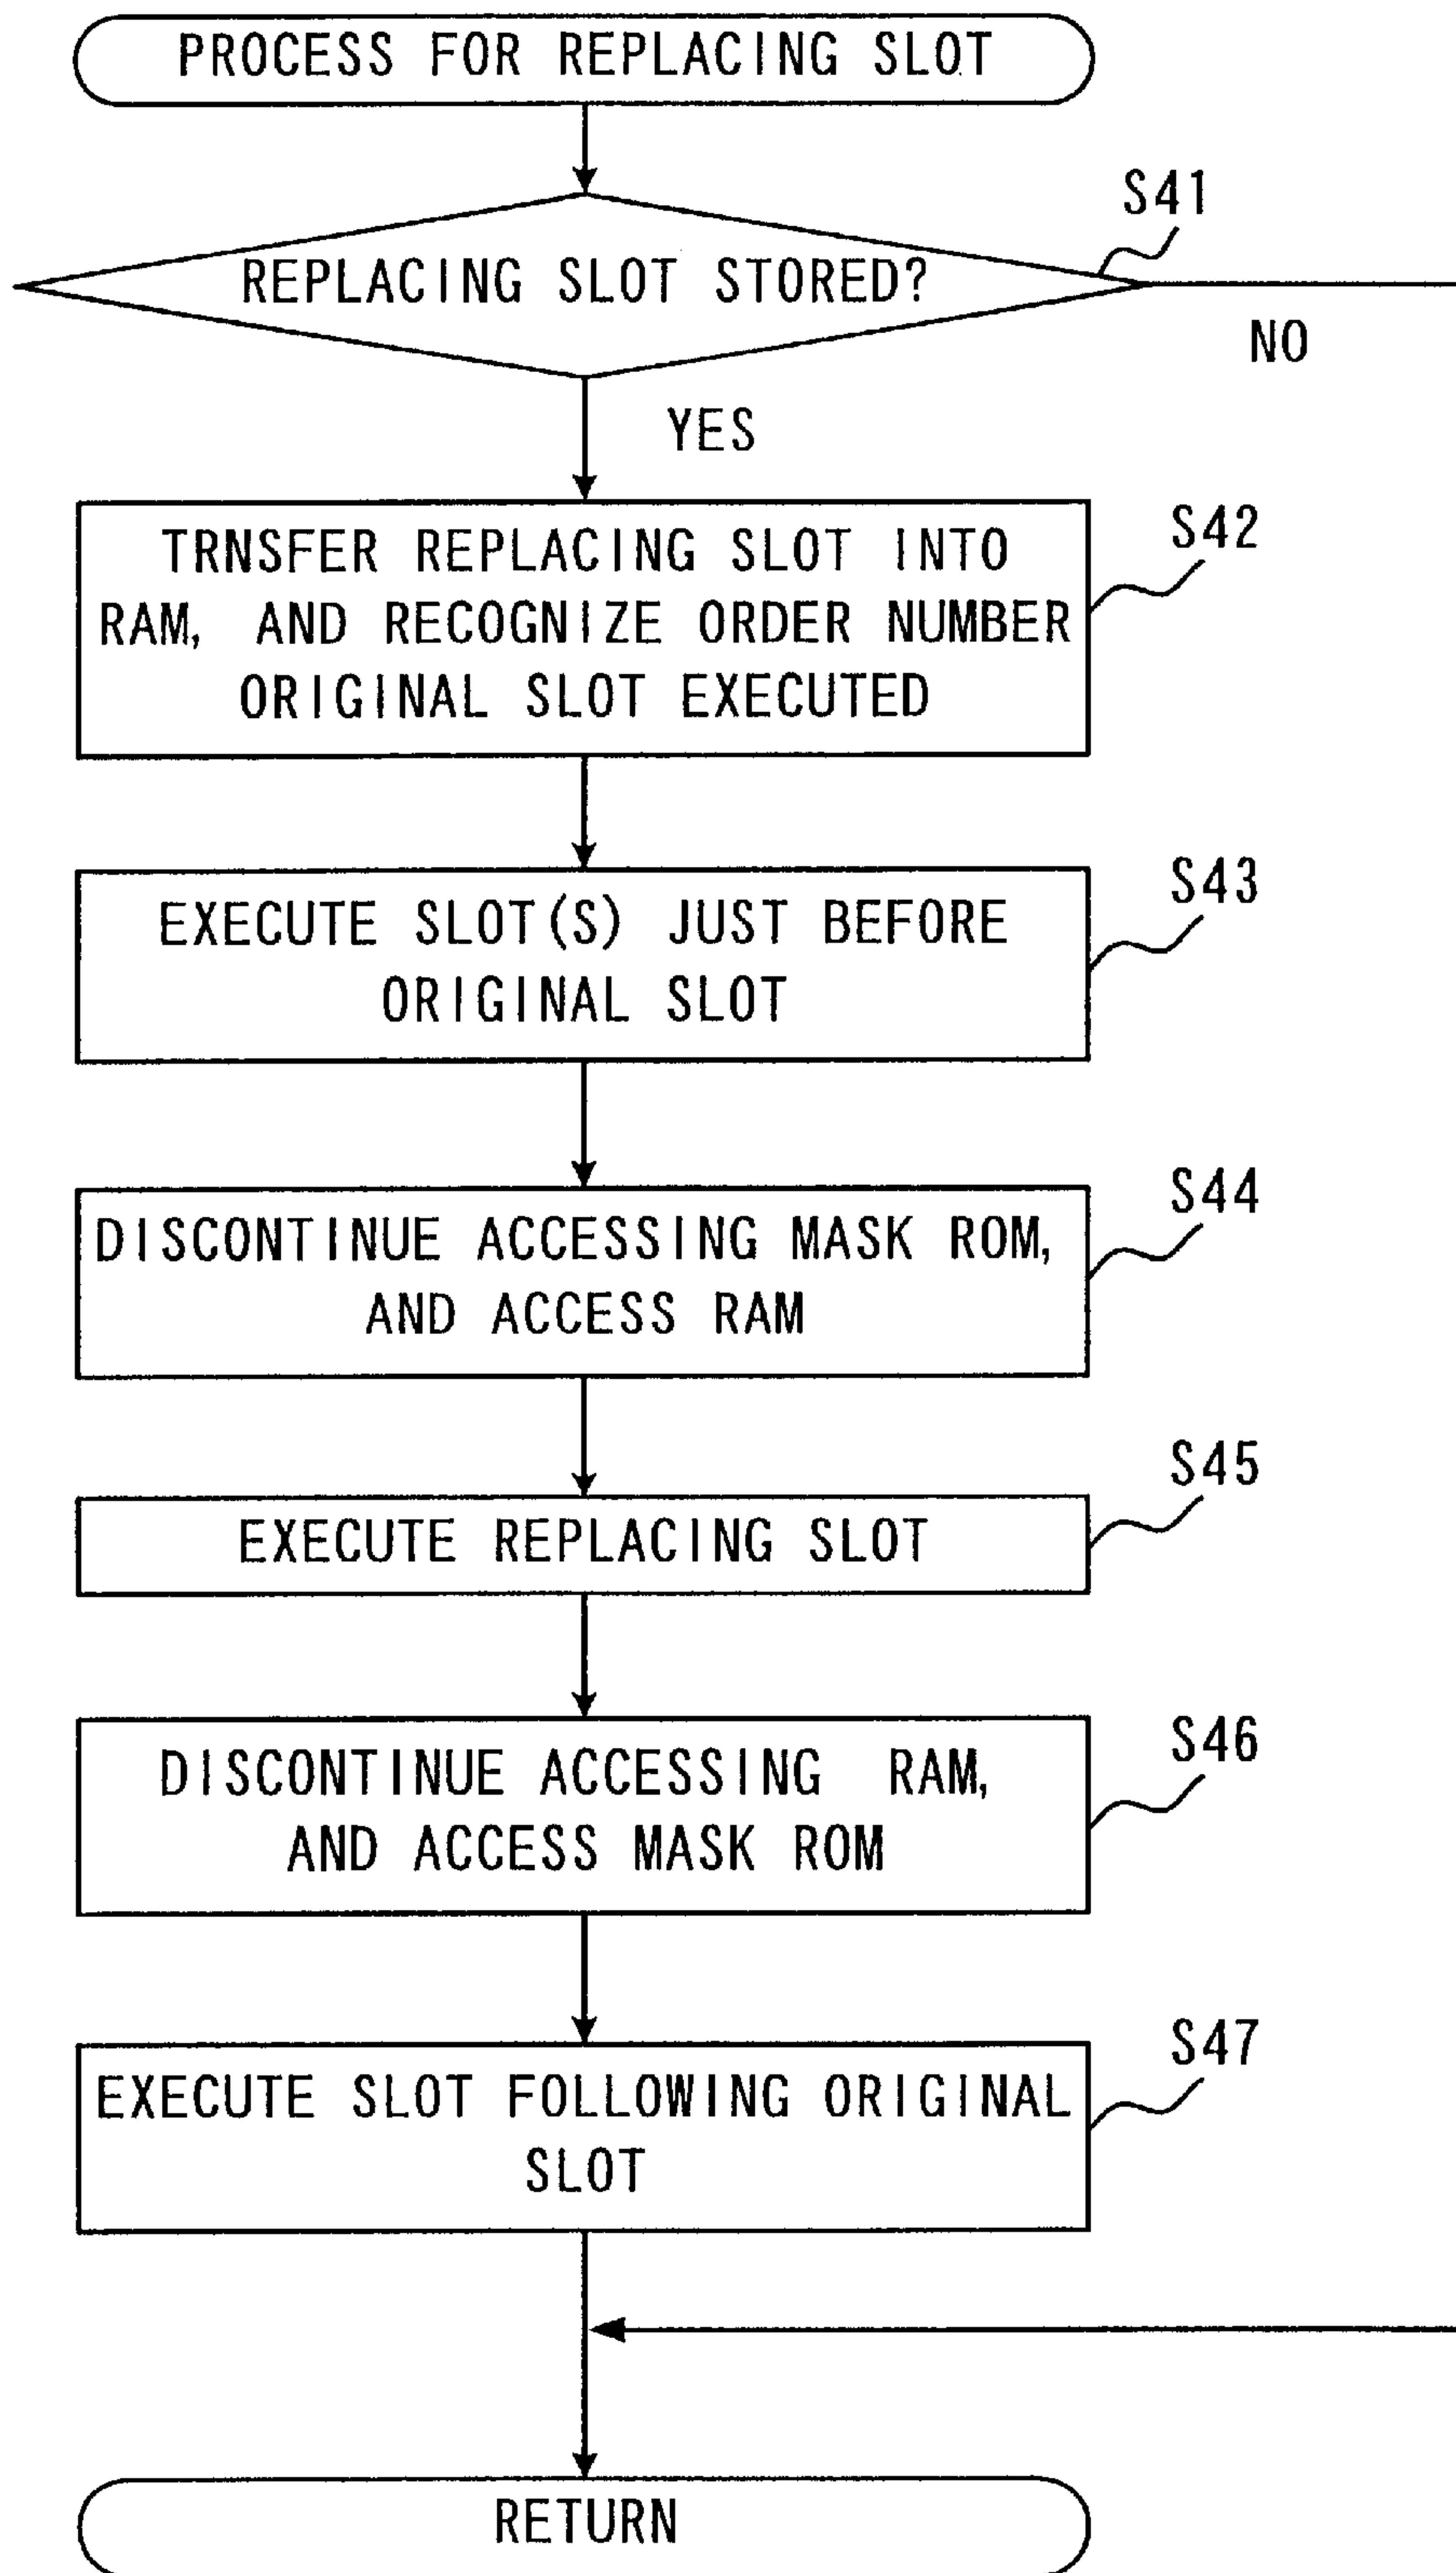 PROCESS FOR REPLACING SLOT
S41
REPLACING SLOT STORED?
NO
YES
S42
TRNSFER REPLACING SLOT INTO
RAM, AND RECOGNIZE ORDER NUMBER
ORIGINAL SLOT EXECUTED
S43
EXECUTE SLOT(S) JUST BEFORE
ORIGINAL SLOT
S44
DISCONTINUE ACCESSING MASK ROM,
AND ACCESS RAM
S45
EXECUTE REPLACING SLOT
S46
DISCONTINUE ACCESSING RAM,
AND ACCESS MASK ROM
S47
EXECUTE SLOT FOLLOWING ORIGINAL
SLOT
RETURN